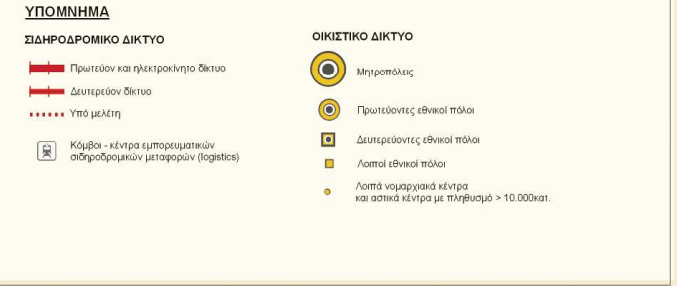 ΥΠΟΜΝΗΜΑ
ΣΙΔΗΡΟΔΡΟΜΙΚΟ ΔΙΚΤΥΟ
Πρωτεύον και ηλεκτροκίνητο δίκτυο
Δευτερεύον δίκτυο
Υπό μελέτη
Κόμβοι - κέντρα εμπορευματικών
σιδηροδρομικών μεταφορών (logistics)
ΟΙΚΙΣΤΙΚΟ ΔΙΚΤΥΟ
Μητροπόλεις
Πρωτεύοντες εθνικοί πόλοι
Δευτερεύοντες εθνικοί πόλοι
Λοιποί εθνικοί πόλοι
Λοιπά νομαρχιακά κέντρα
και αστικά κέντρα με πληθυσμό > 10.000κατ.